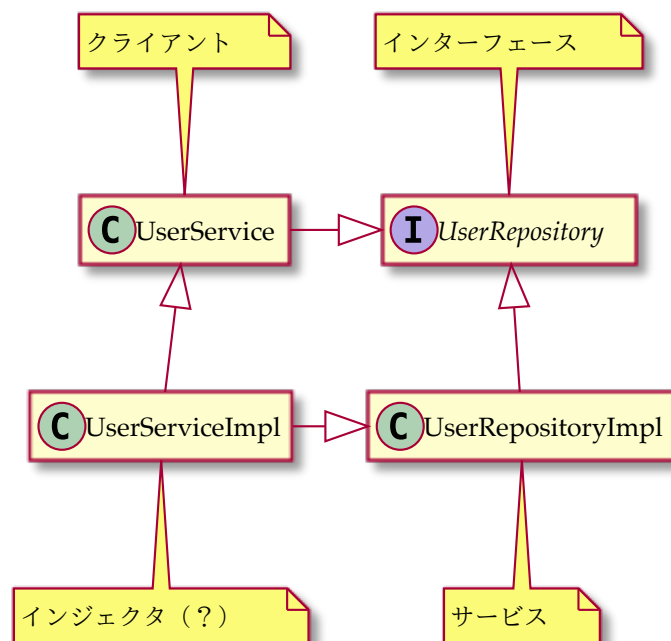 クライアント
インターフェース
C UserService
I UserRepository
C UserServiceImpl
C UserRepositoryImpl
インジェクタ（？）
サービス